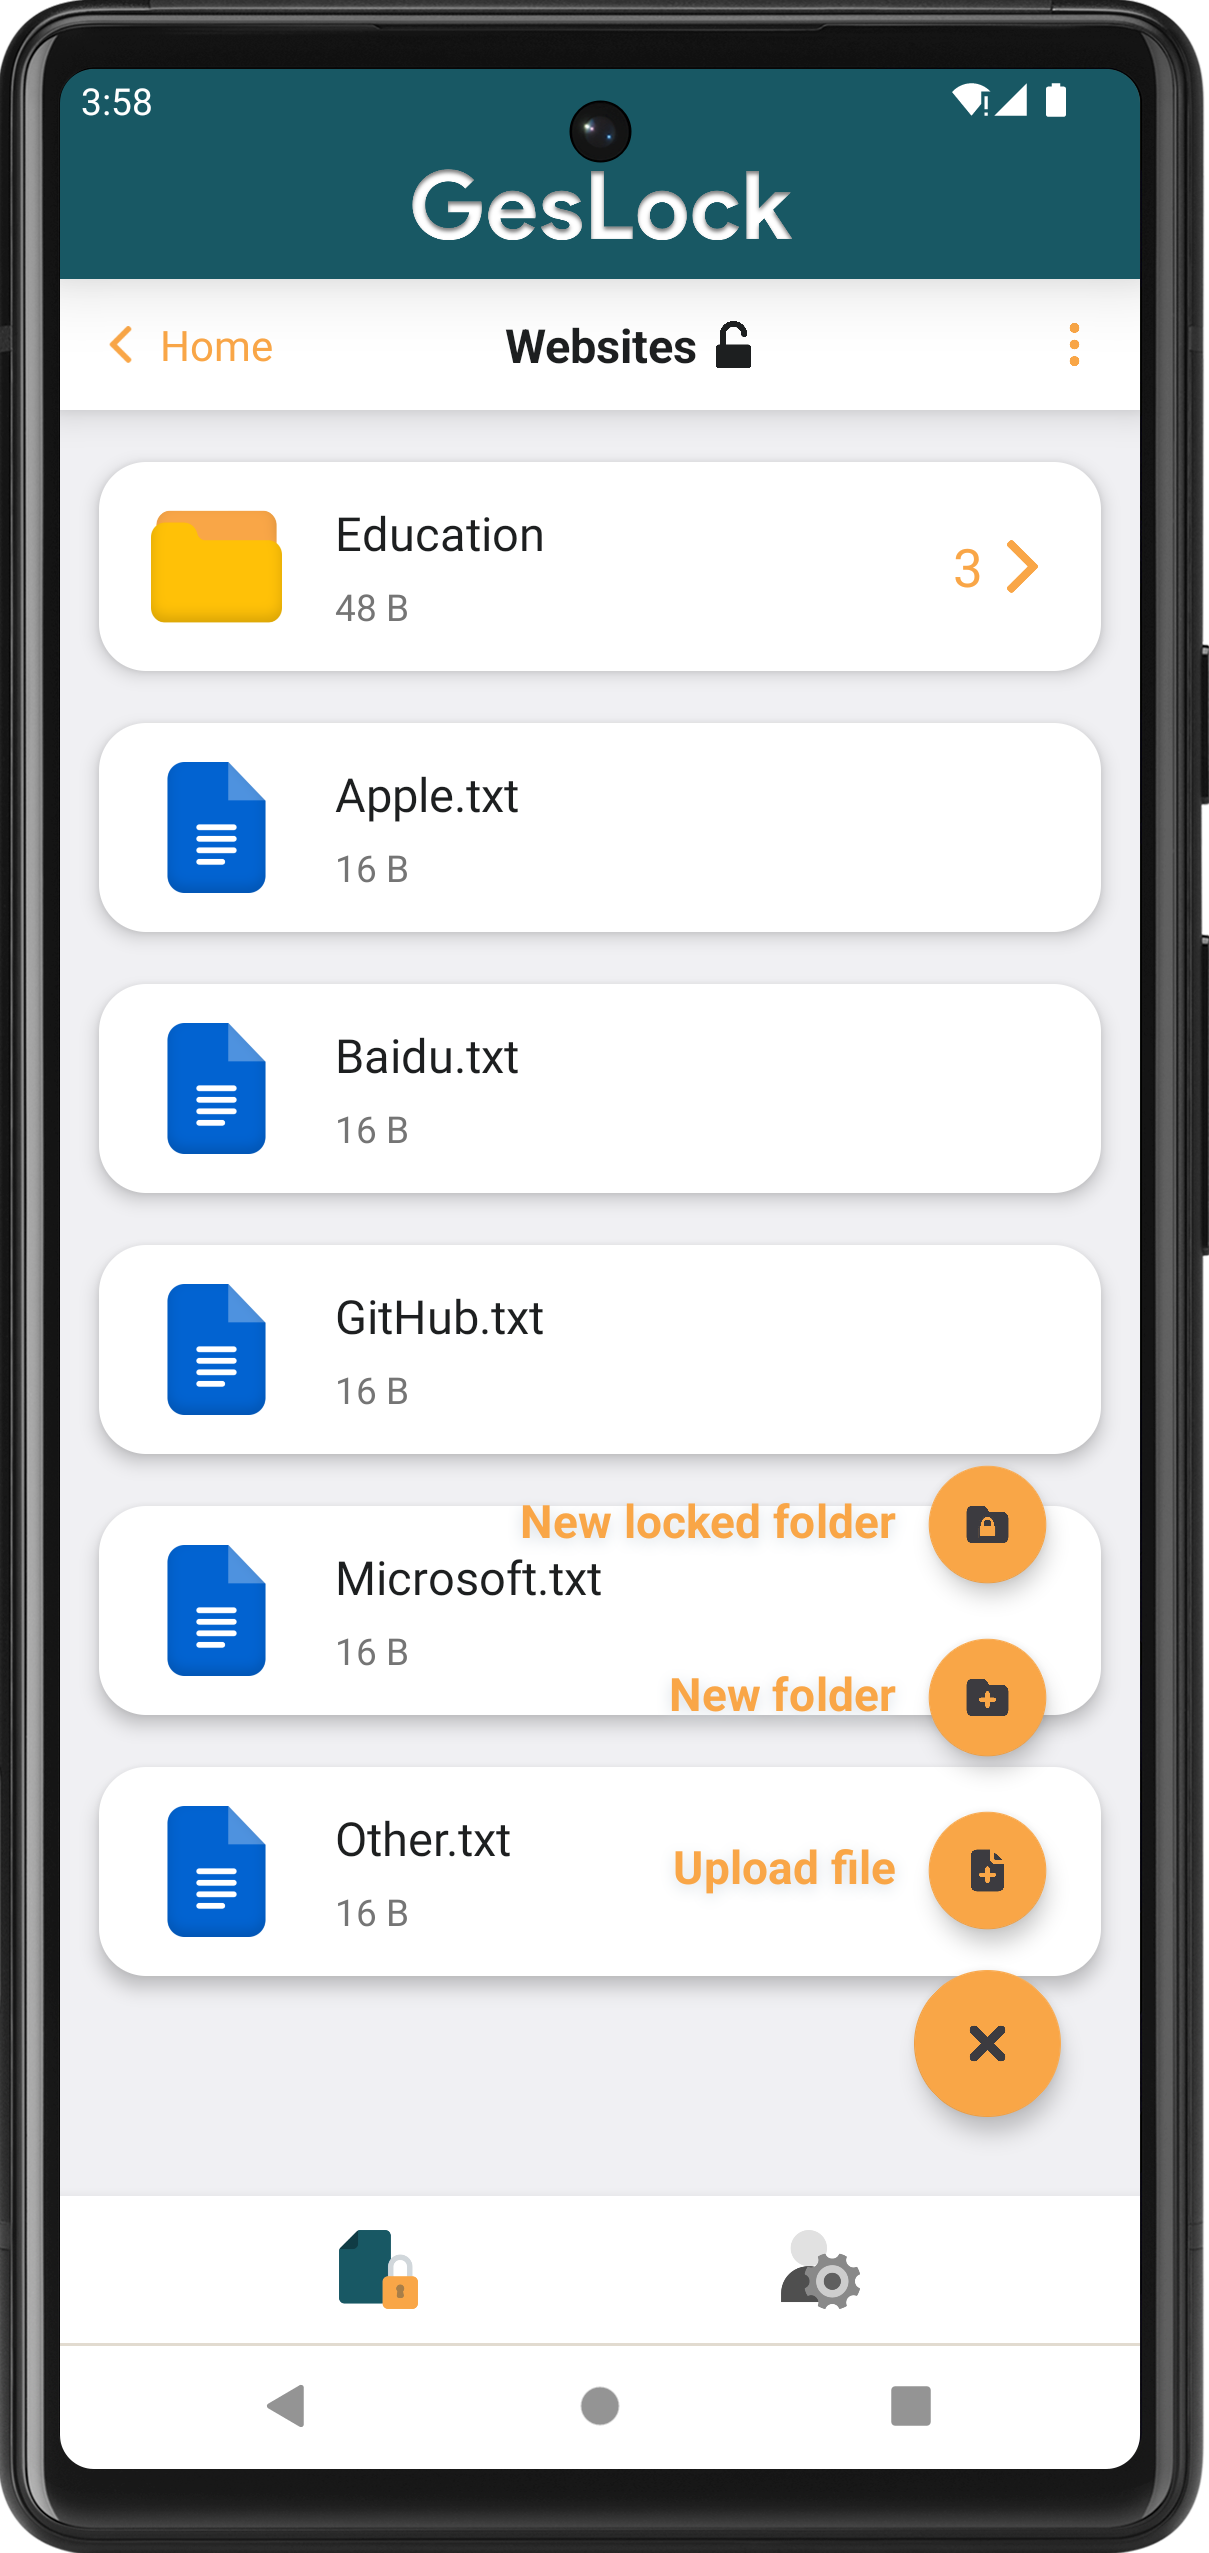 3:58
GesLock
Home
Websites
Education
48 B
3
Apple.txt
16 B
Baidu.txt
16 B
GitHub.txt
16 B
New locked folder
Microsoft.txt
16 B
New folder
Other.txt
Upload file
16 B